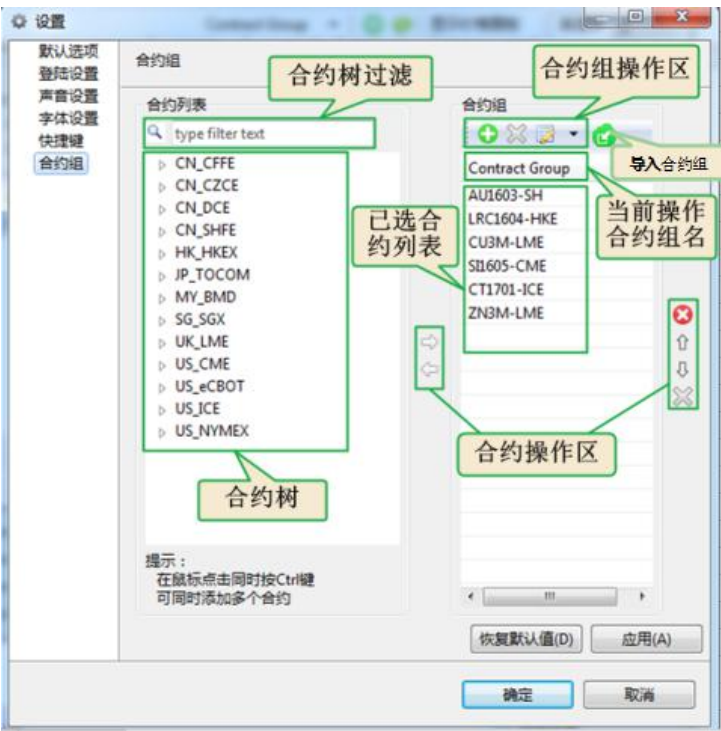 设置
Contract Group
默认选项
登陆设置
声音设置
字体设置
快捷键
合约组
合约组
合约树过滤
合约组操作区
合约列表
合约组
type filter text
导入合约组
Contract Group
当前操作
合约组名
已选合
约列表
CN_CFFE
CN_CZCE
CN_DCE
CN_SHFE
HK_HKEX
JP_TOCOM
MY_BMD
SG_SGX
UK_LME
US_CME
US_eCBOT
US_ICE
US_NYMEX
AU1603-SH
LRC1604-HKE
CU3M-LME
SI1605-CME
CT1701-ICE
ZN3M-LME
合约操作区
合约树
提示：
在鼠标点击同时按Ctrl键
可同时添加多个合约
恢复默认值(D)
应用(A)
确定
取消